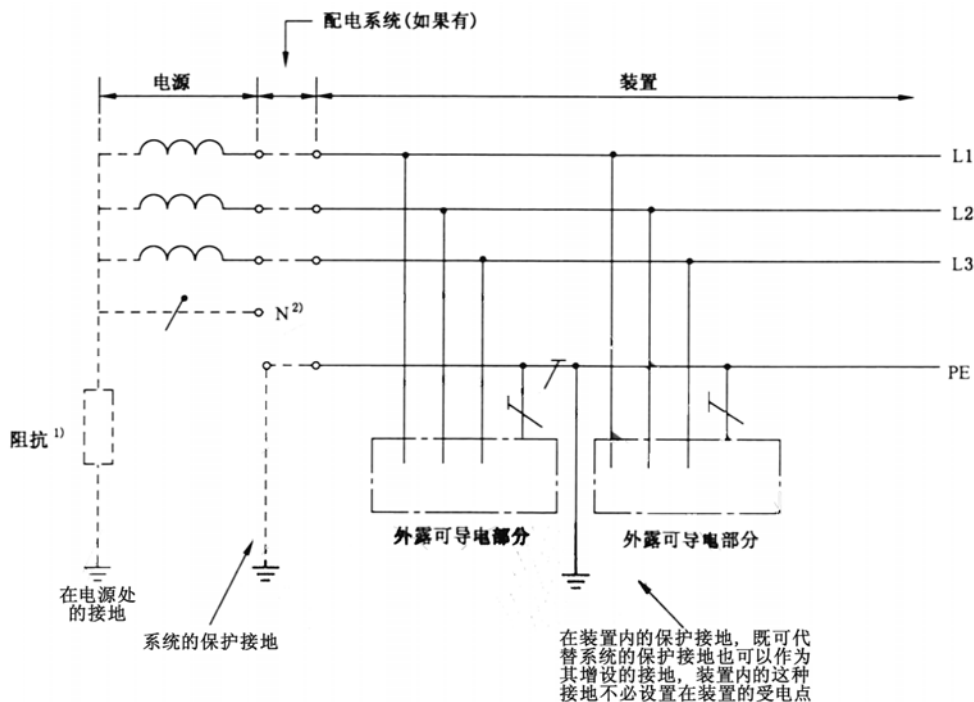 配电系统(如果有)
电源
装置
L1
L2
L3
N²⁾
PE
阻抗¹⁾
外露可导电部分
外露可导电部分
在电源处
的接地
系统的保护接地
在装置内的保护接地，既可代
替系统的保护接地也可以作为
其增设的接地，装置内的这种
接地不必设置在装置的受电点